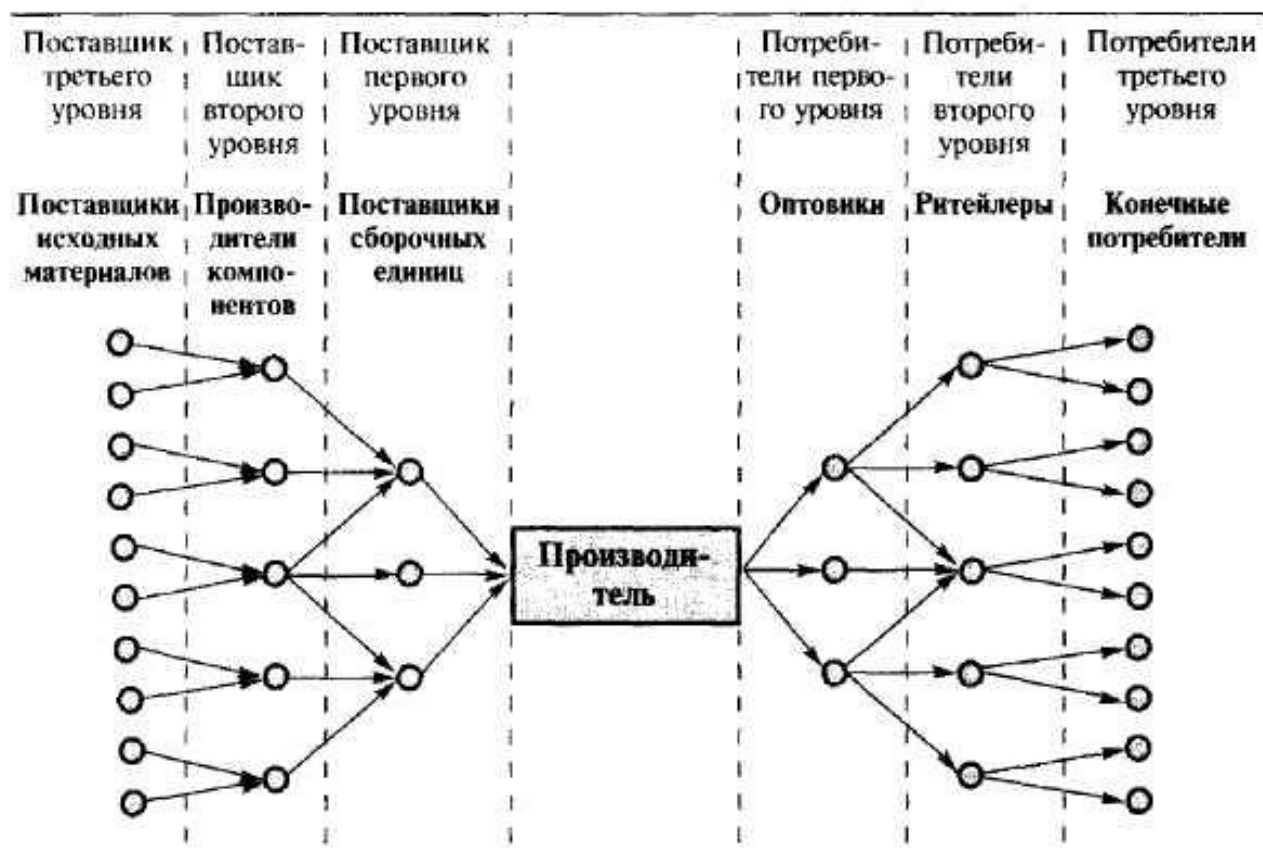 Поставщик
третьего
уровня
Постав-
щик
второго
уровня
Поставщик
первого
уровня
Потреби-
тели перво-
го уровня
Потреби-
тели
второго
уровня
Потребители
третьего
уровня
Поставщики
исходных
материалов
Произво-
дители
компо-
нентов
Поставщики
сборочных
единиц
Оптовики
Ритейлеры
Конечные
потребители
Производи-
тель